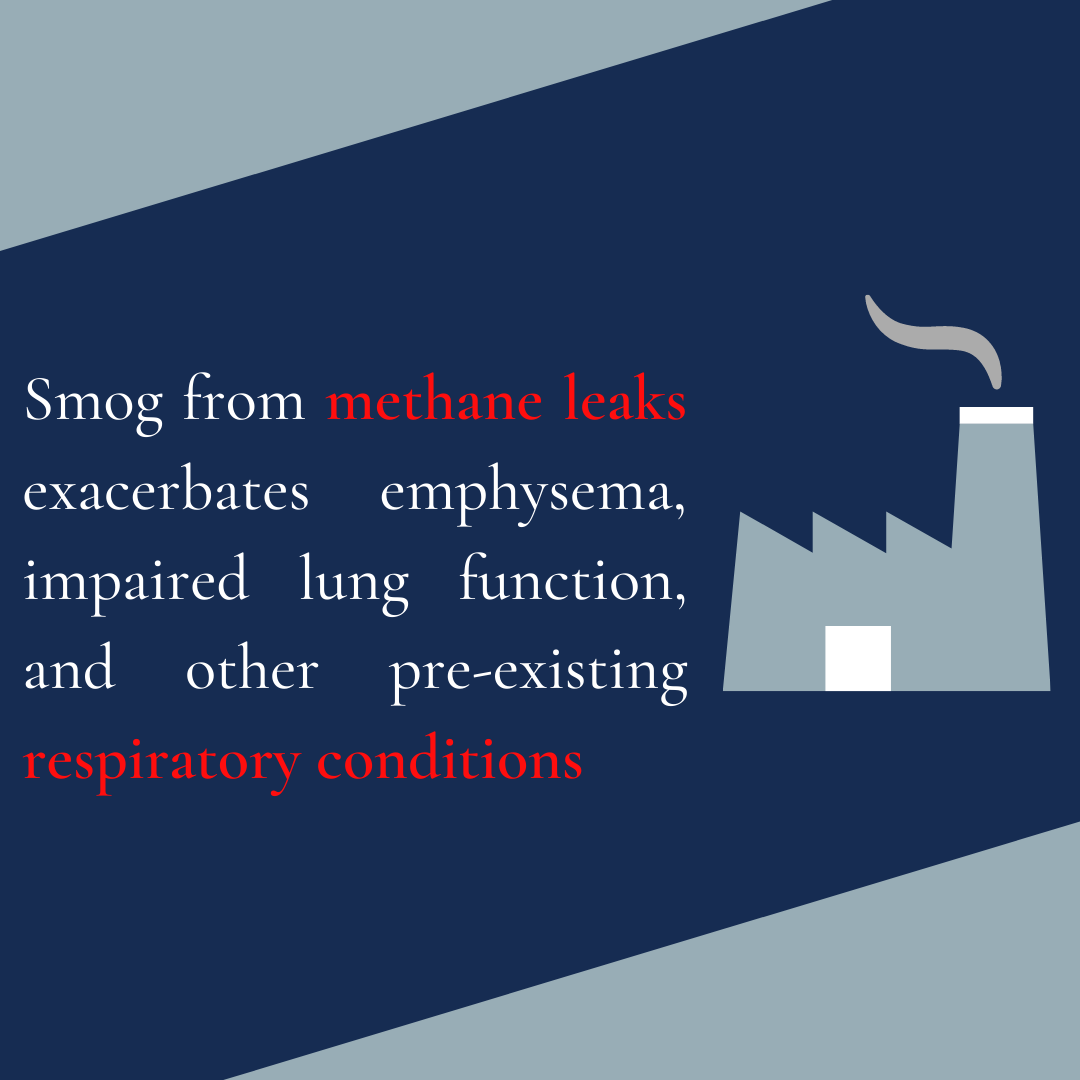 Smog from methane leaks
exacerbates emphysema,
impaired lung function,
and other pre-existing
respiratory conditions